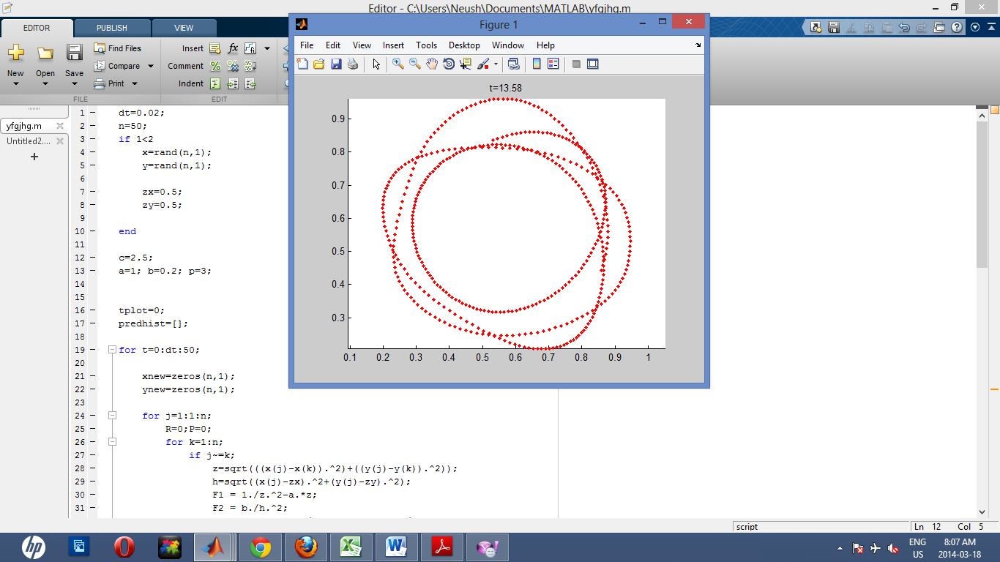 Editor - C:\Users\Neush\Documents\MATLAB\yfgjhg.m
EDITOR PUBLISH VIEW
New Open Save Find Files Compare Print
Insert fx
Comment
Indent
FILE EDIT
yfgjhg.m
Untitled2....
Figure 1
File Edit View Insert Tools Desktop Window Help
t=13.58
0.9
0.8
0.7
0.6
0.5
0.4
0.3
0.1 0.2 0.3 0.4 0.5 0.6 0.7 0.8 0.9 1
1 dt=0.02;
2 n=50;
3 if 1<2
4 x=rand(n,1);
5 y=rand(n,1);
6
7 zx=0.5;
8 zy=0.5;
9
10 end
11
12 c=2.5;
13 a=1; b=0.2; p=3;
14
15
16 tplot=0;
17 predhist=[];
18
19 for t=0:dt:50;
20
21 xnew=zeros(n,1);
22 ynew=zeros(n,1);
23
24 for j=1:1:n;
25 R=0;P=0;
26 for k=1:n;
27 if j~=k;
28 z=sqrt(((x(j)-x(k)).^2)+((y(j)-y(k)).^2));
29 h=sqrt((x(j)-zx).^2+(y(j)-zy).^2);
30 F1 = 1./z.^2-a.*z;
31 F2 = b./h.^2;
script Ln 12 Col 5
hp
ENG
US
8:07 AM
2014-03-18